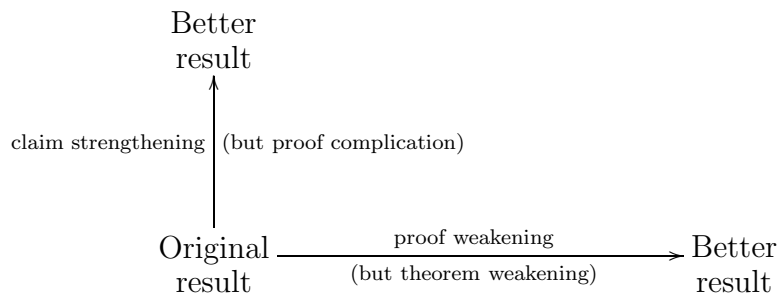 Better
result
claim strengthening
(but proof complication)
Original
result
proof weakening
(but theorem weakening)
Better
result